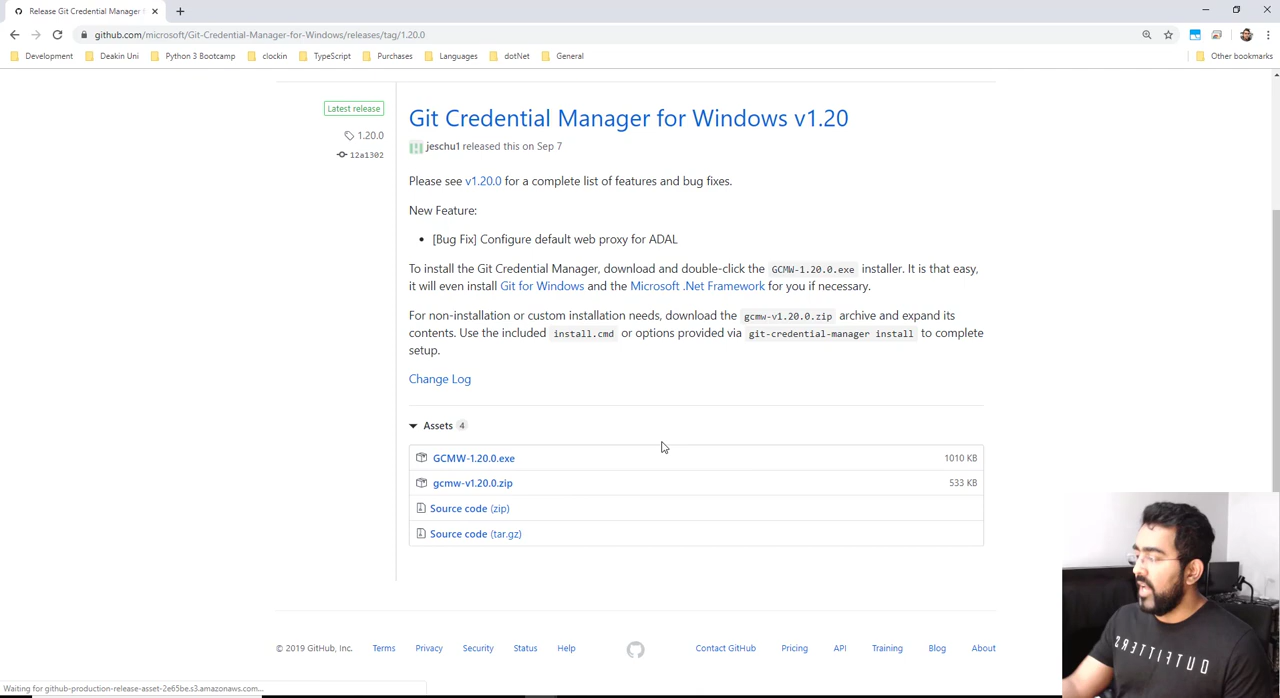 Release Git Credential Manager
github.com/microsoft/Git-Credential-Manager-for-Windows/releases/tag/1.20.0
Development Deakin Uni Python 3 Bootcamp clockin TypeScript Purchases Languages dotNet General Other bookmarks
Latest release
1.20.0
12a1302
Git Credential Manager for Windows v1.20
jeschu1 released this on Sep 7
Please see v1.20.0 for a complete list of features and bug fixes.
New Feature:
• [Bug Fix] Configure default web proxy for ADAL
To install the Git Credential Manager, download and double-click the GCMW-1.20.0.exe installer. It is that easy,
it will even install Git for Windows and the Microsoft .Net Framework for you if necessary.
For non-installation or custom installation needs, download the gcmw-v1.20.0.zip archive and expand its
contents. Use the included install.cmd or options provided via git-credential-manager install to complete
setup.
Change Log
Assets 4
GCMW-1.20.0.exe 1010 KB
gcmw-v1.20.0.zip 533 KB
Source code (zip)
Source code (tar.gz)
© 2019 GitHub, Inc. Terms Privacy Security Status Help Contact GitHub Pricing API Training Blog About
Waiting for github-production-release-asset-2e65be.s3.amazonaws.com...
OUTFITTERS